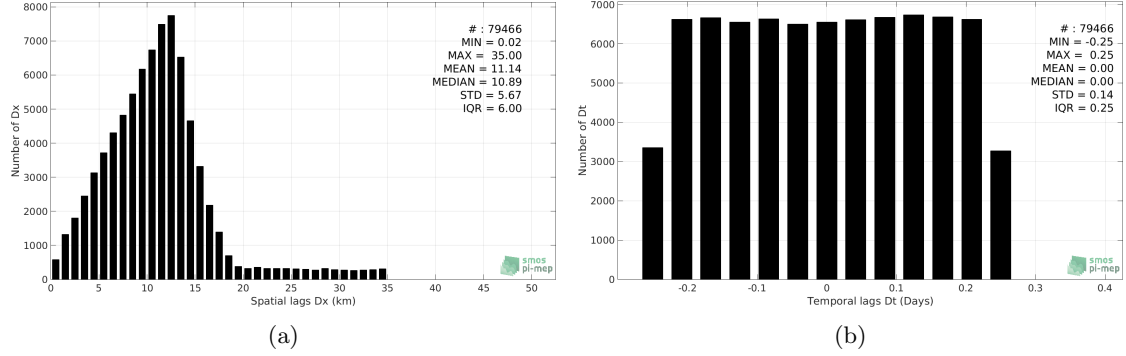 8000
7000
6000
5000
4000
3000
2000
1000
0
Number of Dx
# : 79466
MIN = 0.02
MAX = 35.00
MEAN = 11.14
MEDIAN = 10.89
STD = 5.67
IQR = 6.00
smos
pi-mep
0 5 10 15 20 25 30 35 40 45 50
Spatial lags Dx (km)
(a)
7000
6000
5000
4000
3000
2000
1000
0
Number of Dt
# : 79466
MIN = -0.25
MAX = 0.25
MEAN = 0.00
MEDIAN = 0.00
STD = 0.14
IQR = 0.25
smos
pi-mep
-0.2 -0.1 0 0.1 0.2 0.3 0.4
Temporal lags Dt (Days)
(b)